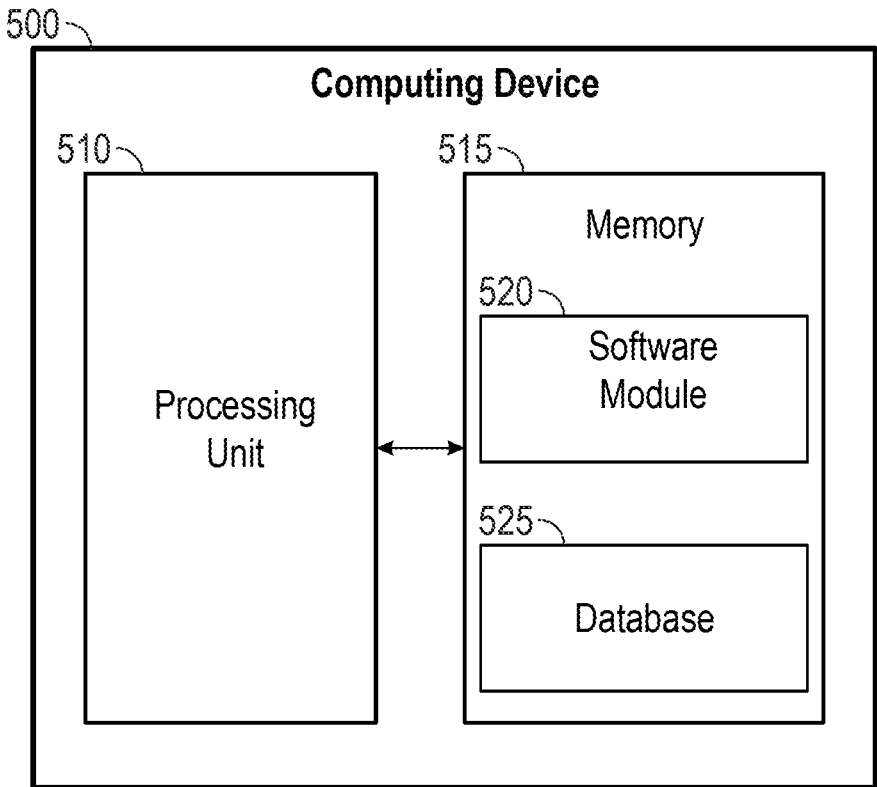 500
Computing Device
510
515
Memory
520
Software
Module
Processing
Unit
525
Database